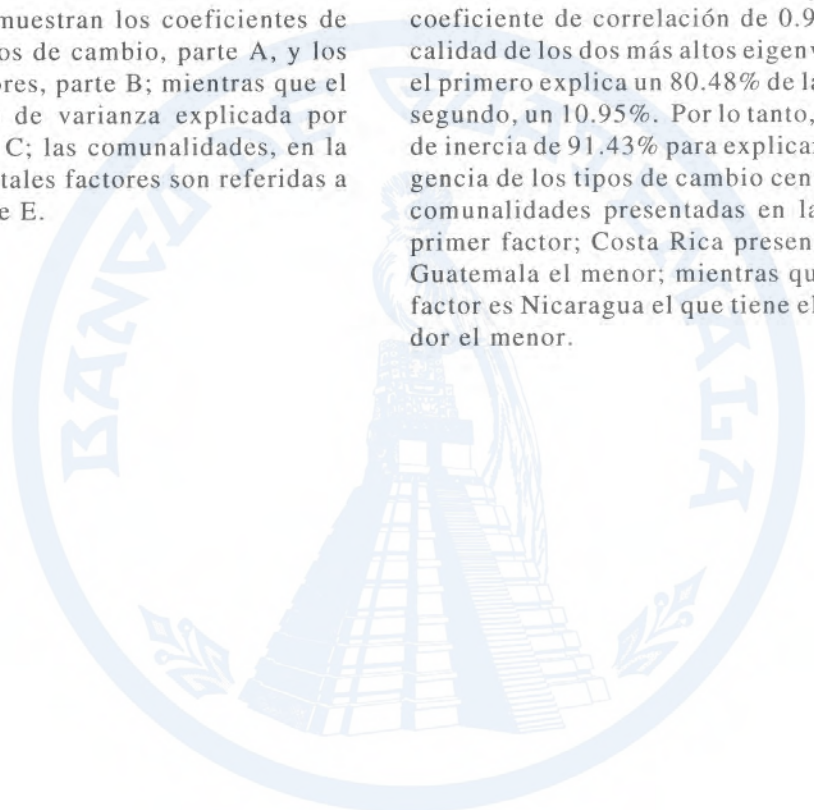 muestran los coeficientes de
os de cambio, parte A, y los
ores, parte B; mientras que el
de varianza explicada por
C; las comunalidades, en la
tales factores son referidas a
e E.
coeficiente de correlación de 0.9
calidad de los dos más altos eigenv
el primero explica un 80.48% de la
segundo, un 10.95%. Por lo tanto,
de inercia de 91.43% para explicar
gencia de los tipos de cambio cen
comunalidades presentadas en la
primer factor; Costa Rica presen
Guatemala el menor; mientras qu
factor es Nicaragua el que tiene el
dor el menor.
BANCO DE GUATEMALA